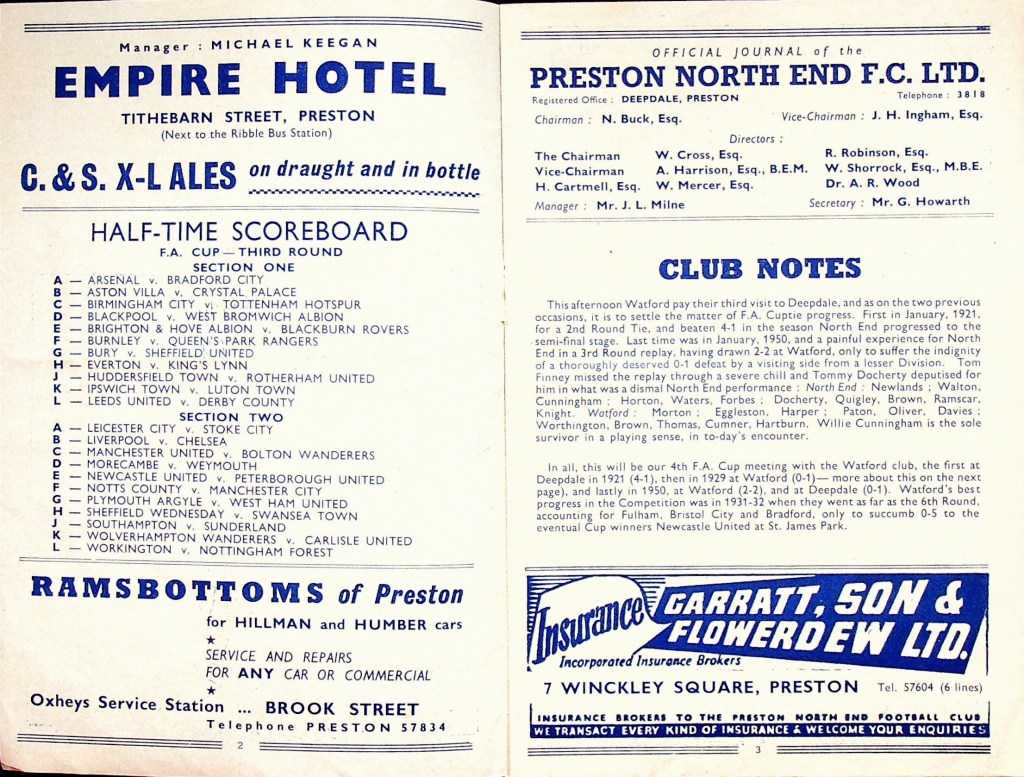 Manager : MICHAEL KEEGAN
EMPIRE HOTEL
TITHEBARN STREET, PRESTON
(Next to the Ribble Bus Station)
C. & S. X-L ALES on draught and in bottle
HALF-TIME SCOREBOARD
F.A. CUP — THIRD ROUND
SECTION ONE
A — ARSENAL v. BRADFORD CITY
B — ASTON VILLA v. CRYSTAL PALACE
C — BIRMINGHAM CITY v. TOTTENHAM HOTSPUR
D — BLACKPOOL v. WEST BROMWICH ALBION
E — BRIGHTON & HOVE ALBION v. BLACKBURN ROVERS
F — BURNLEY v. QUEEN'S PARK RANGERS
G — BURY v. SHEFFIELD UNITED
H — EVERTON v. KING'S LYNN
J — HUDDERSFIELD TOWN v. ROTHERHAM UNITED
K — IPSWICH TOWN v. LUTON TOWN
L — LEEDS UNITED v. DERBY COUNTY
SECTION TWO
A — LEICESTER CITY v. STOKE CITY
B — LIVERPOOL v. CHELSEA
C — MANCHESTER UNITED v. BOLTON WANDERERS
D — MORECAMBE v. WEYMOUTH
E — NEWCASTLE UNITED v. PETERBOROUGH UNITED
F — NOTTS COUNTY v. MANCHESTER CITY
G — PLYMOUTH ARGYLE v. WEST HAM UNITED
H — SHEFFIELD WEDNESDAY v. SWANSEA TOWN
J — SOUTHAMPTON v. SUNDERLAND
K — WOLVERHAMPTON WANDERERS v. CARLISLE UNITED
L — WORKINGTON v. NOTTINGHAM FOREST
RAMSBOTTOMS of Preston
for HILLMAN and HUMBER cars
★
SERVICE AND REPAIRS
FOR ANY CAR OR COMMERCIAL
★
Oxheys Service Station ... BROOK STREET
Telephone PRESTON 57834
2
OFFICIAL JOURNAL of the
PRESTON NORTH END F.C. LTD.
Registered Office : DEEPDALE, PRESTON Telephone : 3818
Chairman : N. Buck, Esq. Vice-Chairman : J. H. Ingham, Esq.
Directors :
The Chairman W. Cross, Esq. R. Robinson, Esq.
Vice-Chairman A. Harrison, Esq., B.E.M. W. Shorrock, Esq., M.B.E.
H. Cartmell, Esq. W. Mercer, Esq. Dr. A. R. Wood
Manager : Mr. J. L. Milne Secretary : Mr. G. Howarth
CLUB NOTES
This afternoon Watford pay their third visit to Deepdale, and as on the two previous
occasions, it is to settle the matter of F.A. Cuptie progress. First in January, 1921,
for a 2nd Round Tie, and beaten 4-1 in the season North End progressed to the
semi-final stage. Last time was in January, 1950, and a painful experience for North
End in a 3rd Round replay, having drawn 2-2 at Watford, only to suffer the indignity
of a thoroughly deserved 0-1 defeat by a visiting side from a lesser Division. Tom
Finney missed the replay through a severe chill and Tommy Docherty deputised for
him in what was a dismal North End performance : North End : Newlands ; Walton,
Cunningham ; Horton, Waters, Forbes ; Docherty, Quigley, Brown, Ramscar,
Knight. Watford : Morton ; Eggleston, Harper ; Paton, Oliver, Davies ;
Worthington, Brown, Thomas, Cumner, Hartburn. Willie Cunningham is the sole
survivor in a playing sense, in to-day's encounter.
In all, this will be our 4th F.A. Cup meeting with the Watford club, the first at
Deepdale in 1921 (4-1), then in 1929 at Watford (0-1)— more about this on the next
page), and lastly in 1950, at Watford (2-2), and at Deepdale (0-1). Watford's best
progress in the Competition was in 1931-32 when they went as far as the 6th Round,
accounting for Fulham, Bristol City and Bradford, only to succumb 0-5 to the
eventual Cup winners Newcastle United at St. James Park.
Insurance GARRATT, SON &
FLOWERDEW LTD.
Incorporated Insurance Brokers
7 WINCKLEY SQUARE, PRESTON Tel. 57604 (6 lines)
INSURANCE BROKERS TO THE PRESTON NORTH END FOOTBALL CLUB
WE TRANSACT EVERY KIND OF INSURANCE & WELCOME YOUR ENQUIRIES
3